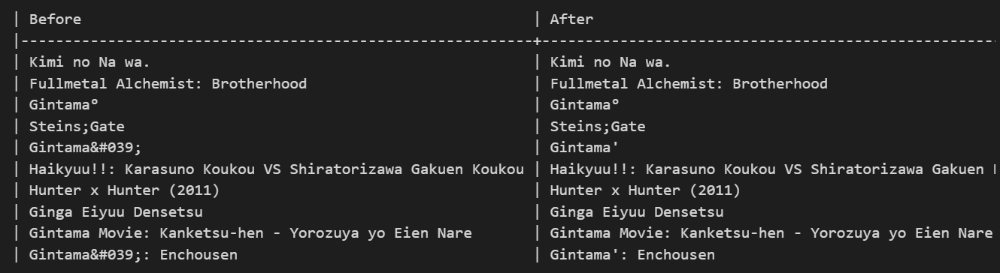 | Before | After
|-----------------------------------------------------------+-----------------------------------------------------
| Kimi no Na wa. | Kimi no Na wa.
| Fullmetal Alchemist: Brotherhood | Fullmetal Alchemist: Brotherhood
| Gintama° | Gintama°
| Steins;Gate | Steins;Gate
| Gintama&#039; | Gintama'
| Haikyuu!!: Karasuno Koukou VS Shiratorizawa Gakuen Koukou | Haikyuu!!: Karasuno Koukou VS Shiratorizawa Gakuen
| Hunter x Hunter (2011) | Hunter x Hunter (2011)
| Ginga Eiyuu Densetsu | Ginga Eiyuu Densetsu
| Gintama Movie: Kanketsu-hen - Yorozuya yo Eien Nare | Gintama Movie: Kanketsu-hen - Yorozuya yo Eien Nare
| Gintama&#039;: Enchousen | Gintama': Enchousen